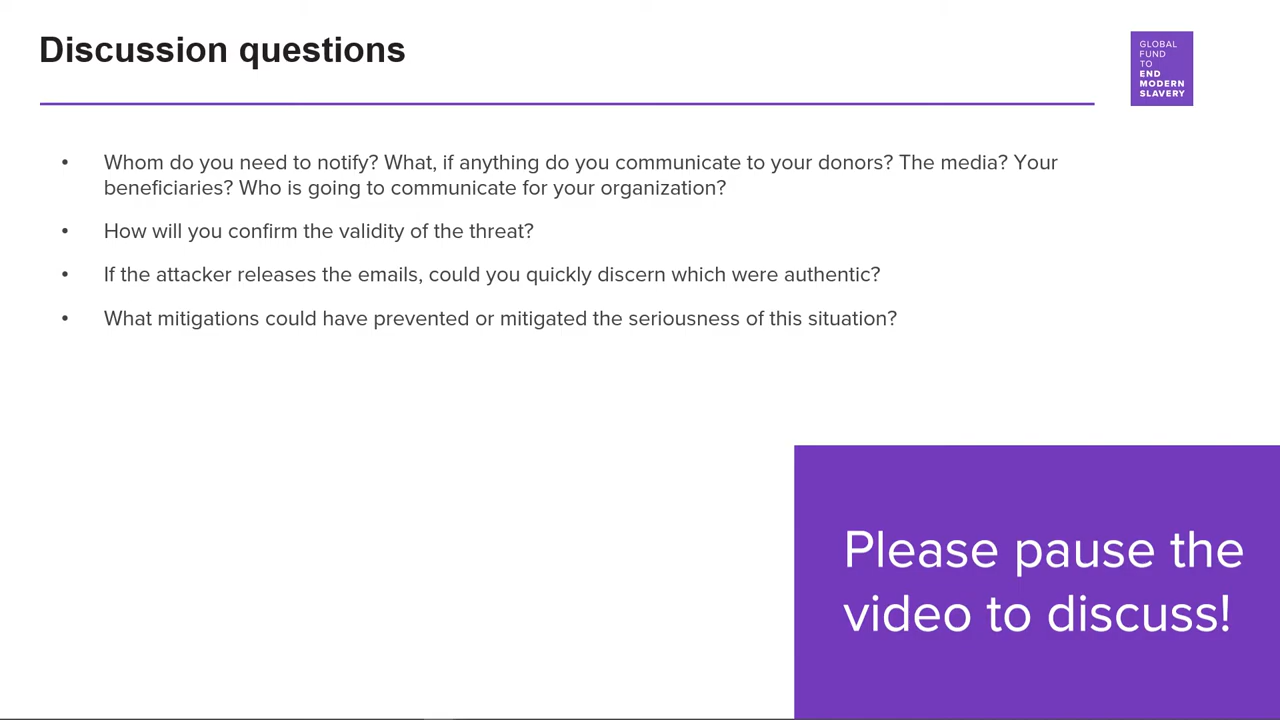 Discussion questions
GLOBAL
FUND
TO
END
MODERN
SLAVERY
• Whom do you need to notify? What, if anything do you communicate to your donors? The media? Your
beneficiaries? Who is going to communicate for your organization?
• How will you confirm the validity of the threat?
• If the attacker releases the emails, could you quickly discern which were authentic?
• What mitigations could have prevented or mitigated the seriousness of this situation?
Please pause the
video to discuss!